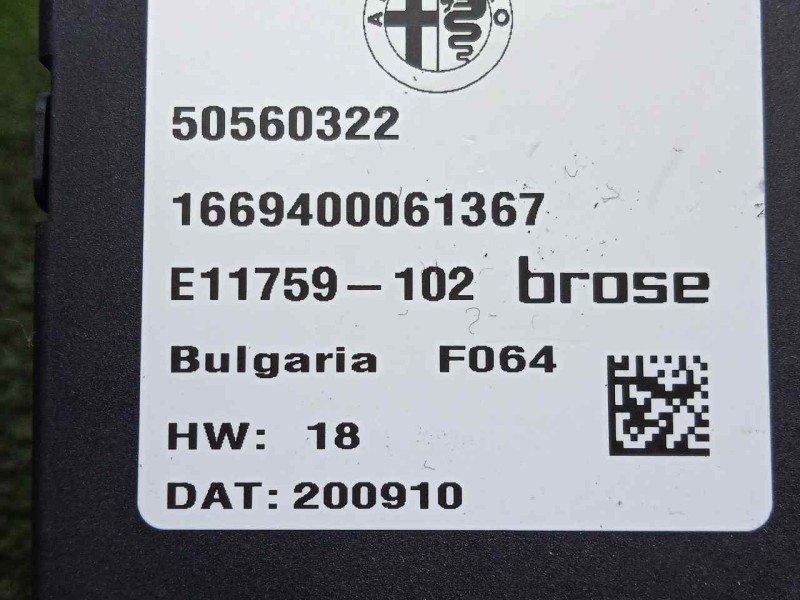 A O
50560322
1669400061367
E11759-102 brose
Bulgaria F064
HW: 18
DAT: 200910